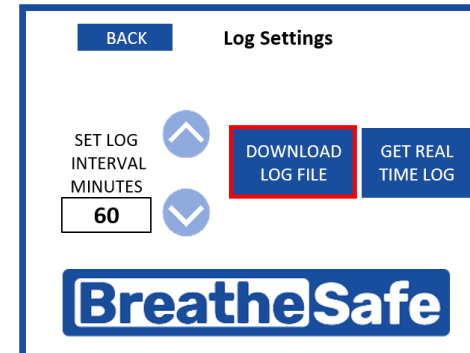 BACK
Log Settings
SET LOG
INTERVAL
MINUTES
60
DOWNLOAD
LOG FILE
GET REAL
TIME LOG
BreatheSafe